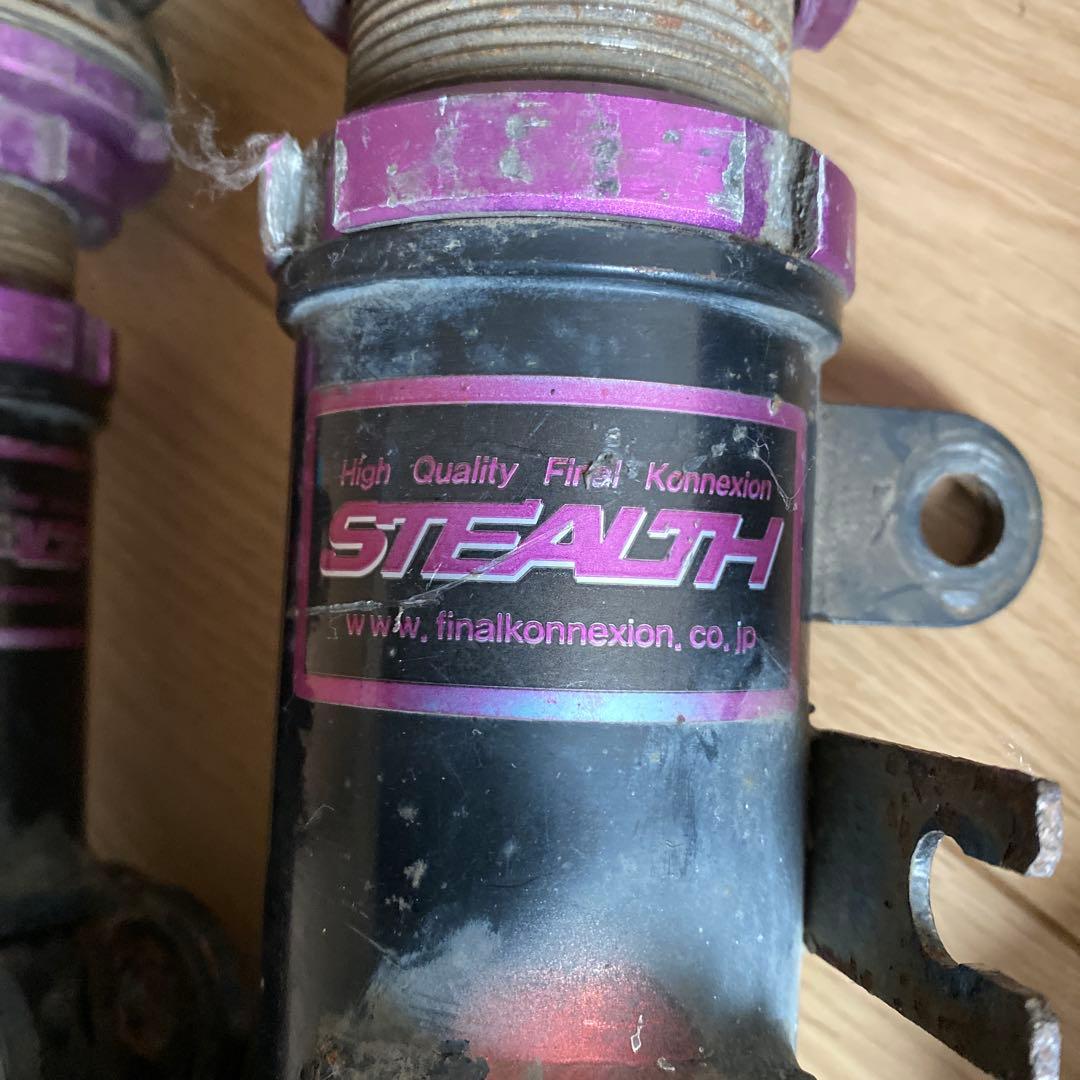 High Quality Final Konnexion
STEALTH
www.finalkonnexion.co.jp